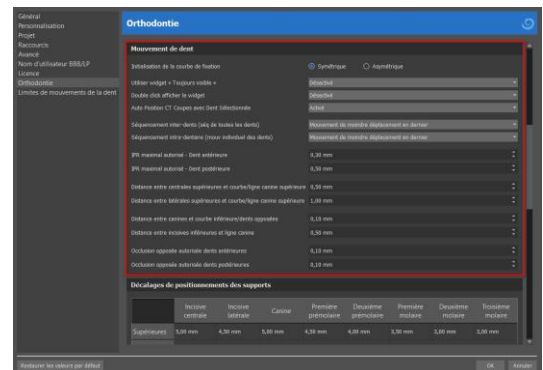 Général
Personnalisation
Projet
Raccourcis
Avancé
Nom d'utilisateur BBB/LP
Licence
Orthodontie
Limites de mouvements de la dent
Orthodontie
Mouvement de dent
Initialisation de la courbe de fixation Symétrique Asymétrique
Utiliser widget « Toujours visible » Désactivé
Double click afficher le widget Désactivé
Auto Position CT Coupes avec Dent Sélectionnée Activé
Séquencement inter-dents (séq de toutes les dents) Mouvement de moindre déplacement en dernier
Séquencement intra-dentaire (mouv individuel des dents) Mouvement de moindre déplacement en dernier
IPR maximal autorisé - Dent antérieure 0,30 mm
IPR maximal autorisé - Dent postérieure 0,50 mm
Distance entre centrales supérieures et courbe/ligne canine supérieure 0,50 mm
Distance entre latérales supérieures et courbe/ligne canine supérieure 1,00 mm
Distance entre canines et courbe inférieure/dents opposées 0,10 mm
Distance entre incisives inférieures et ligne canine 0,50 mm
Occlusion opposée autorisée dents antérieures 0,10 mm
Occlusion opposée autorisée dents postérieures 0,10 mm
Décalages de positionnements des supports
Incisive centrale Incisive latérale Canine Première prémolaire Deuxième prémolaire Première molaire Deuxième molaire Troisième molaire
Supérieures 5,00 mm 4,50 mm 5,00 mm 4,50 mm 4,00 mm 3,50 mm 3,00 mm 3,00 mm
Restaurer les valeurs par défaut OK Annuler